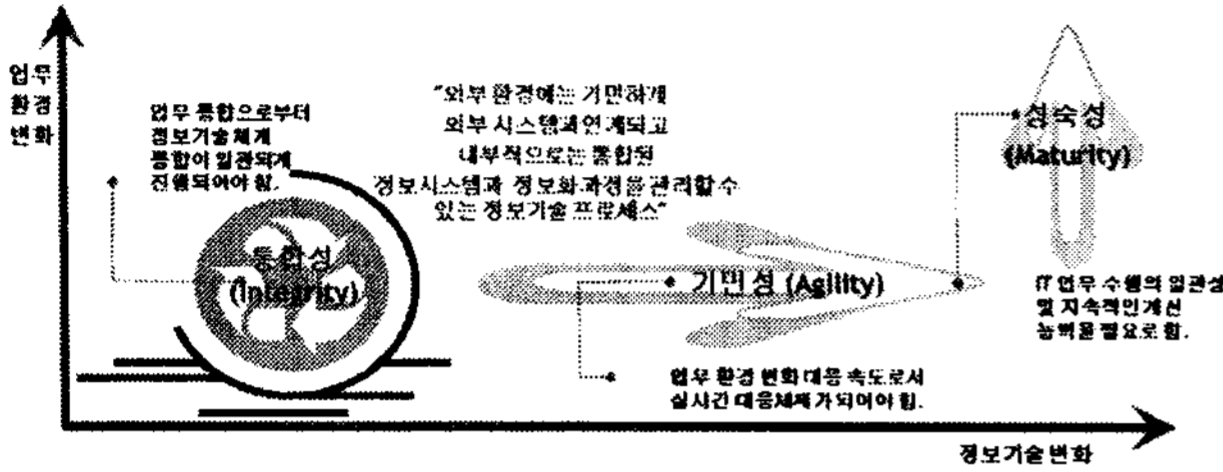 업무
환경
변화
업무 통합으로부터
정보기술 체계
통합이 일관되게
진행되어야 함.
"외부 환경에는 기민하게
외부 시스템과 연계되고
내부적으로는 통합된
정보시스템과 정보화 과정을 관리할 수
있는 정보기술 프로세스"
통합성
(Integrity)
기민성 (Agility)
성숙성
(Maturity)
IT 업무 수행의 일관성
및 지속적인 개선
능력을 필요로 함.
업무 환경 변화 대응 속도로서
실시간 대응체제가 되어야 함.
정보기술 변화